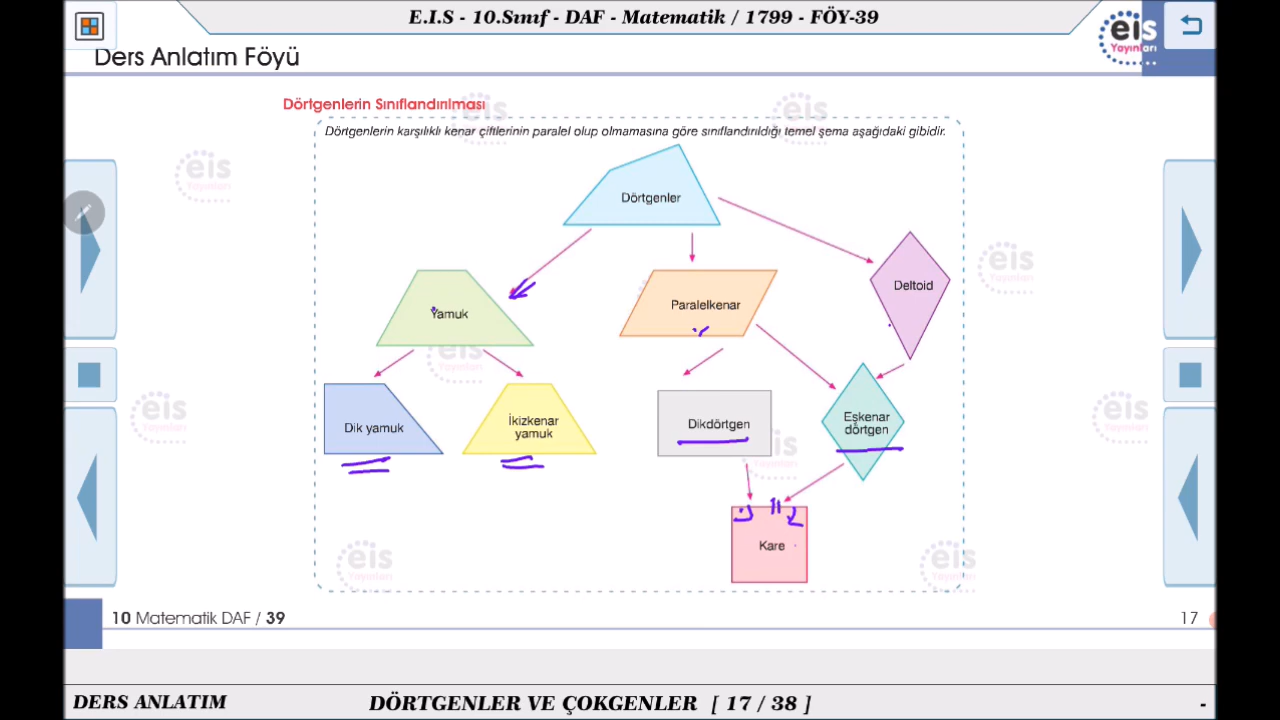 E.I.S - 10.Sınıf - DAF - Matematik / 1799 - FÖY-39
eis
Yayınları
Ders Anlatım Föyü
Dörtgenlerin Sınıflandırılması
Dörtgenlerin karşılıklı kenar çiftlerinin paralel olup olmamasına göre sınıflandırıldığı temel şema aşağıdaki gibidir.
Dörtgenler
Yamuk
Paralelkenar
Deltoid
Dik yamuk
İkizkenar
yamuk
Dikdörtgen
Eşkenar
dörtgen
Kare
10 Matematik DAF / 39
17
DERS ANLATIM
DÖRTGENLER VE ÇOKGENLER [ 17 / 38 ]
-